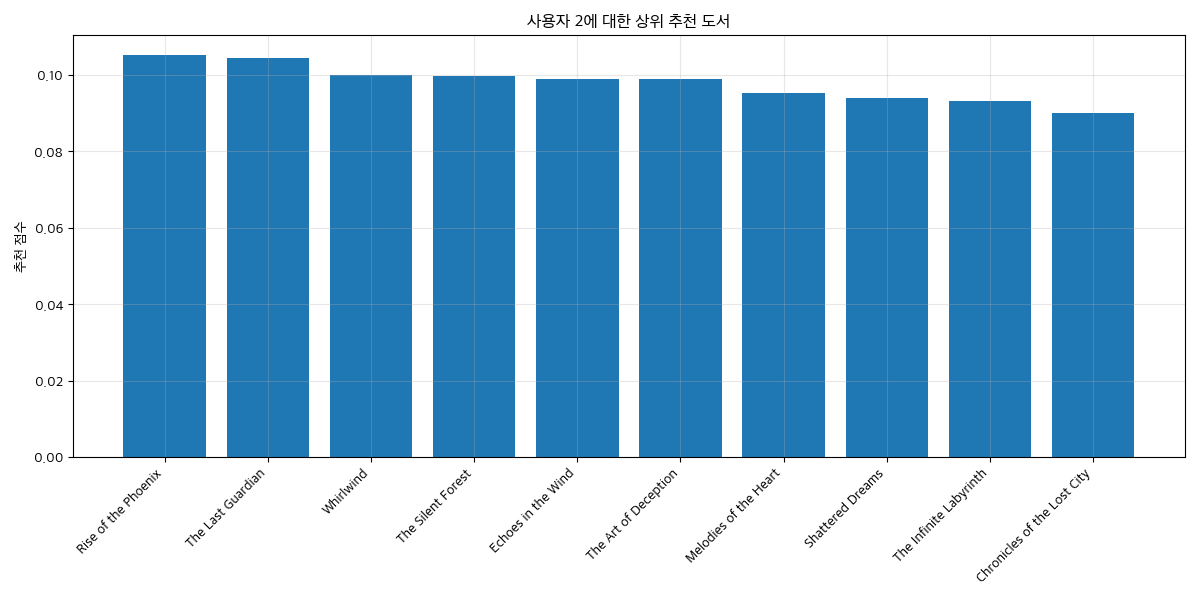 사용자 2에 대한 상위 추천 도서
추천 점수
0.10
0.08
0.06
0.04
0.02
0.00
Rise of the Phoenix
The Last Guardian
Whirlwind
The Silent Forest
Echoes in the Wind
The Art of Deception
Melodies of the Heart
Shattered Dreams
The Infinite Labyrinth
Chronicles of the Lost City